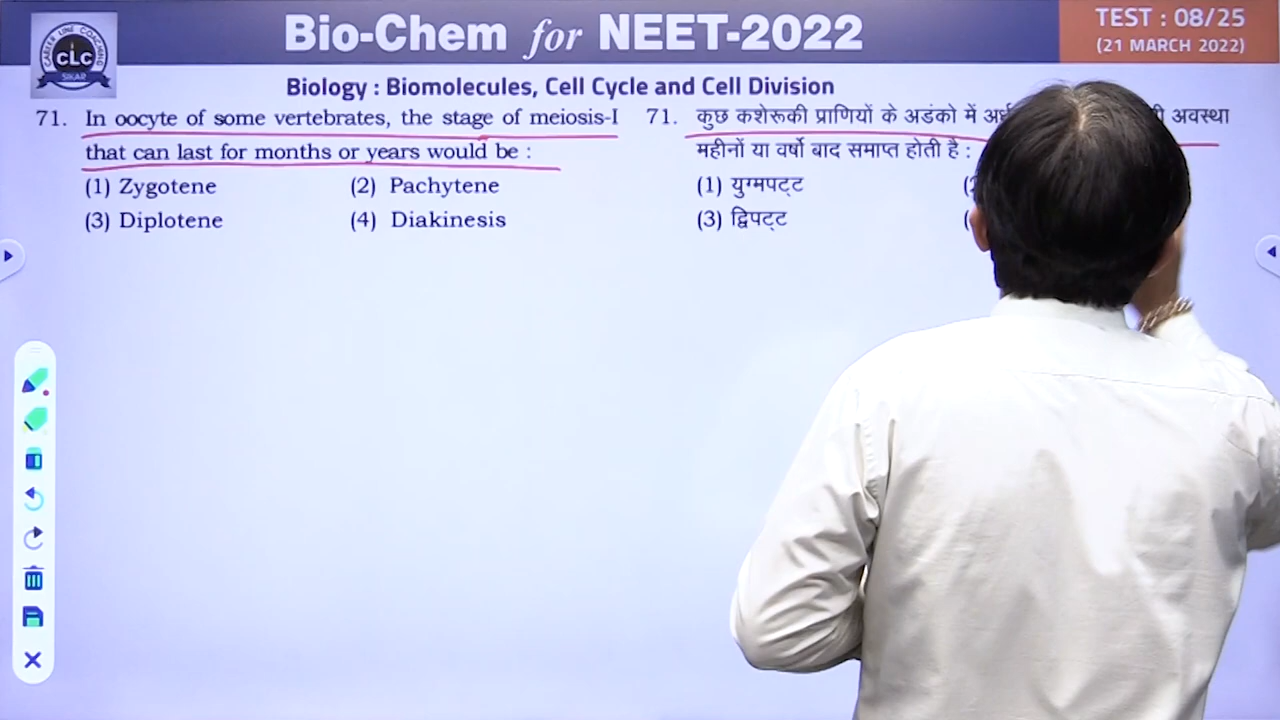 Bio-Chem for NEET-2022
TEST : 08/25
(21 MARCH 2022)
CAREER LINE COACHING
CLC
SIKAR
Biology : Biomolecules, Cell Cycle and Cell Division
71. In oocyte of some vertebrates, the stage of meiosis-I
that can last for months or years would be :
(1) Zygotene (2) Pachytene
(3) Diplotene (4) Diakinesis
71. कुछ कशेरूकी प्राणियों के अडंको में अवस्था
महीनों या वर्षो बाद समाप्त होती है :
(1) युग्मपट्ट
(3) द्विपट्ट